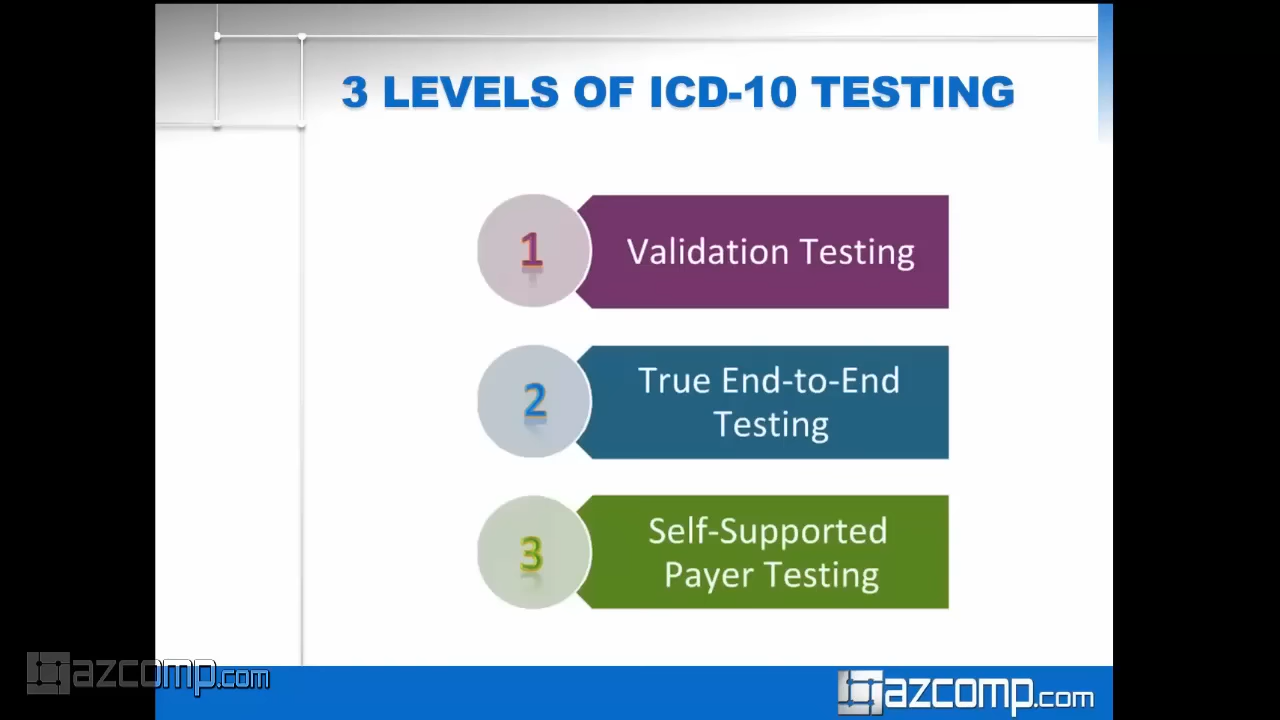 3 LEVELS OF ICD-10 TESTING
1
Validation Testing
2
True End-to-End
Testing
3
Self-Supported
Payer Testing
azcomp.com
azcomp.com